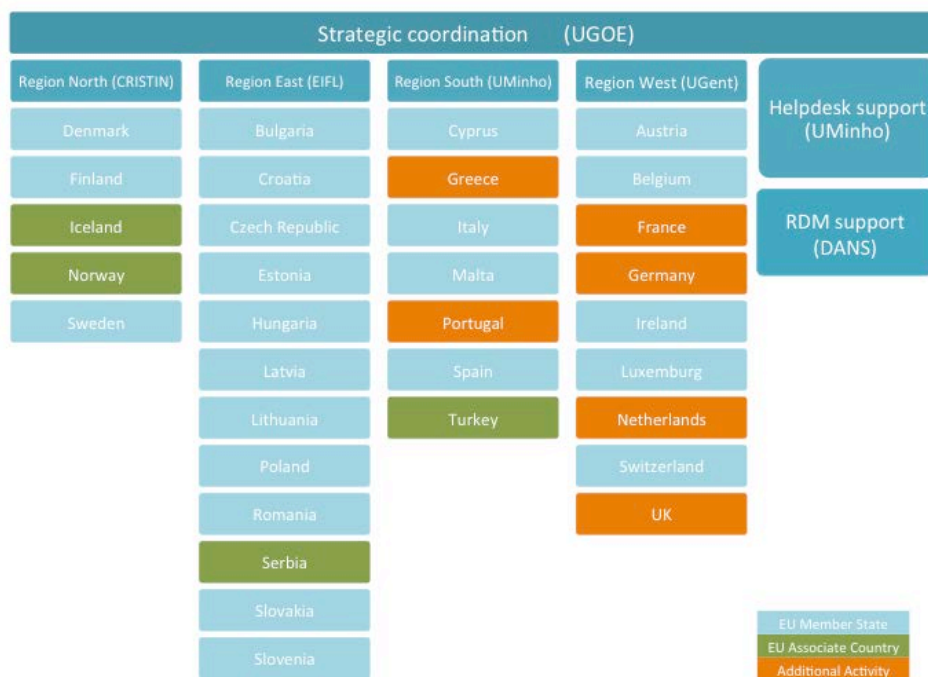 Strategic coordination (UGOE)
Region North (CRISTIN)
Denmark
Finland
Iceland
Norway
Sweden
Region East (EIFL)
Bulgaria
Croatia
Czech Republic
Estonia
Hungaria
Latvia
Lithuania
Poland
Romania
Serbia
Slovakia
Slovenia
Region South (UMinho)
Cyprus
Greece
Italy
Malta
Portugal
Spain
Turkey
Region West (UGent)
Austria
Belgium
France
Germany
Ireland
Luxemburg
Netherlands
Switzerland
UK
Helpdesk support
(UMinho)
RDM support
(DANS)
EU Member State
EU Associate Country
Additional Activity